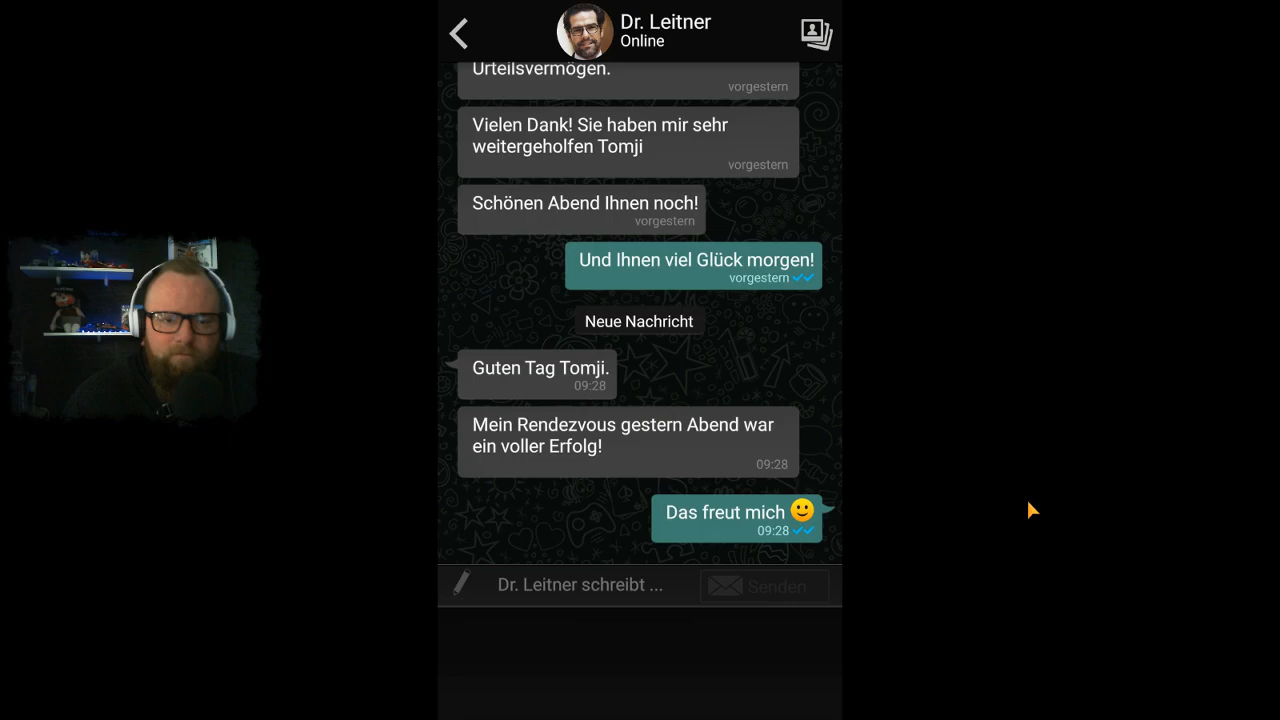 Dr. Leitner
Online
Urteilsvermögen.
vorgestern
Vielen Dank! Sie haben mir sehr
weitergeholfen Tomji
vorgestern
Schönen Abend Ihnen noch!
vorgestern
Und Ihnen viel Glück morgen!
vorgestern
Neue Nachricht
Guten Tag Tomji.
09:28
Mein Rendezvous gestern Abend war
ein voller Erfolg!
09:28
Das freut mich 🙂
09:28
Dr. Leitner schreibt ...
Senden